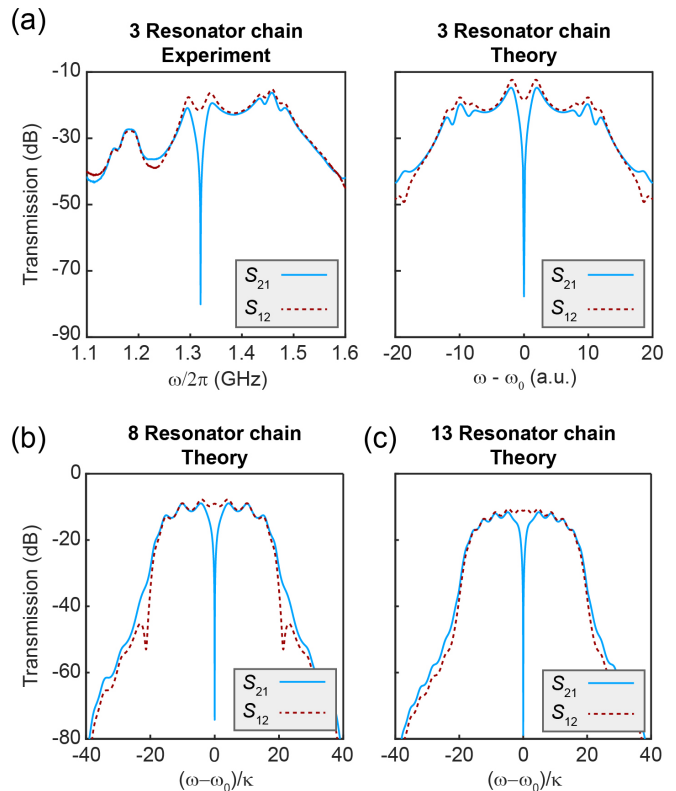 (a)
3 Resonator chain
Experiment
3 Resonator chain
Theory
Transmission (dB)
-10
-30
-50
-70
-90
S21
S12
1.1 1.2 1.3 1.4 1.5 1.6
ω/2π (GHz)
S21
S12
-20 -10 0 10 20
ω - ω0 (a.u.)
(b)
8 Resonator chain
Theory
(c)
13 Resonator chain
Theory
Transmission (dB)
0
-20
-40
-60
-80
S21
S12
-40 -20 0 20 40
(ω−ω0)/κ
S21
S12
-40 -20 0 20 40
(ω−ω0)/κ